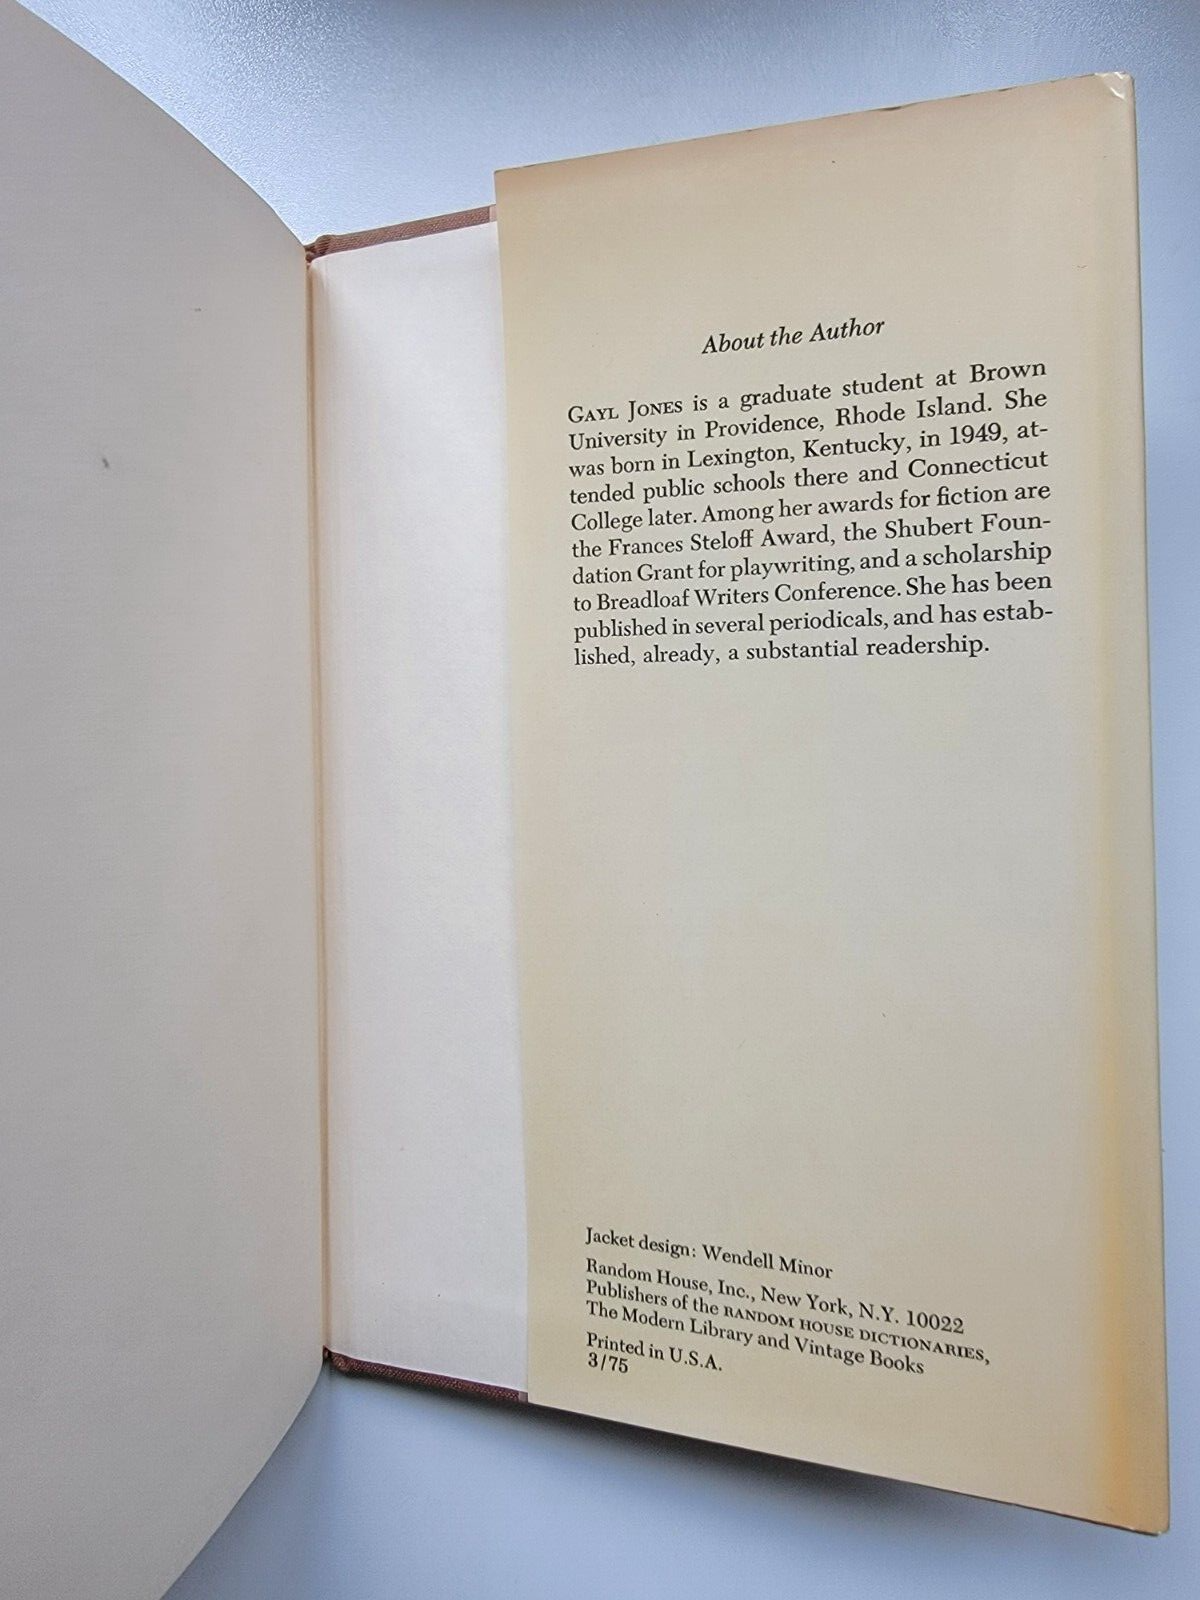 About the Author
GAYL JONES is a graduate student at Brown
University in Providence, Rhode Island. She
was born in Lexington, Kentucky, in 1949, at-
tended public schools there and Connecticut
College later. Among her awards for fiction are
the Frances Steloff Award, the Shubert Foun-
dation Grant for playwriting, and a scholarship
to Breadloaf Writers Conference. She has been
published in several periodicals, and has estab-
lished, already, a substantial readership.
Jacket design: Wendell Minor
Random House, Inc., New York, N.Y. 10022
Publishers of the RANDOM HOUSE DICTIONARIES,
The Modern Library and Vintage Books
Printed in U.S.A.
3/75